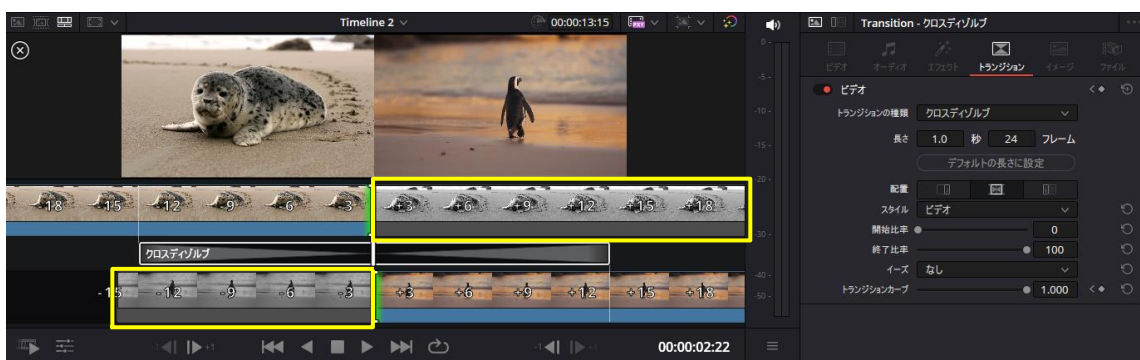 Timeline 2
00:00:13:15
PXY
Transition - クロスディゾルブ
ビデオ
オーディオ
エフェクト
トランジション
イメージ
ファイル
ビデオ
トランジションの種類 クロスディゾルブ
長さ 1.0 秒 24 フレーム
デフォルトの長さに設定
配置
スタイル ビデオ
開始比率 0
終了比率 100
イーズ なし
トランジションカーブ 1.000
0 -
-5 -
-10 -
-15 -
-20 -
-30 -
-40 -
-50 -
-18 -15 -12 -9 -6 -3 +3 +6 +9 +12 +15 +18
クロスディゾルブ
-15 -12 -9 -6 -3 +3 +6 +9 +12 +15 +18
-1 +1 -1 +1 00:00:02:22